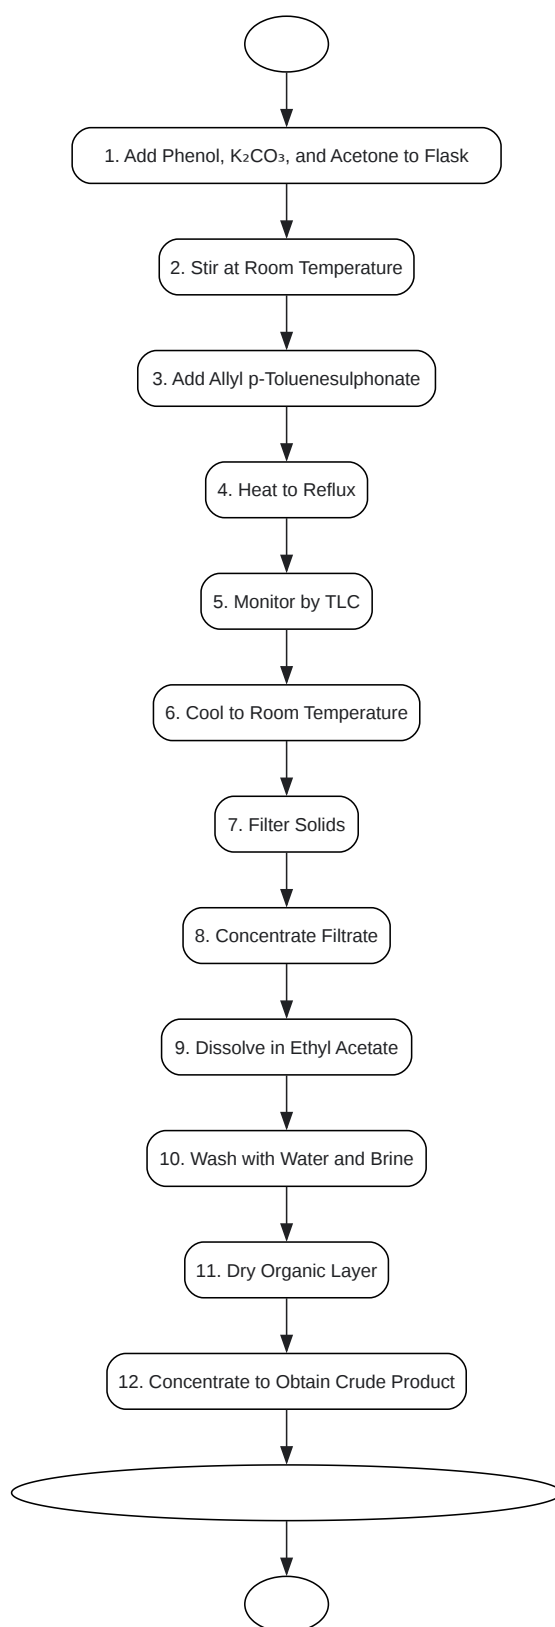 1. Add Phenol, K₂CO₃, and Acetone to Flask
2. Stir at Room Temperature
3. Add Allyl p-Toluenesulphonate
4. Heat to Reflux
5. Monitor by TLC
6. Cool to Room Temperature
7. Filter Solids
8. Concentrate Filtrate
9. Dissolve in Ethyl Acetate
10. Wash with Water and Brine
11. Dry Organic Layer
12. Concentrate to Obtain Crude Product